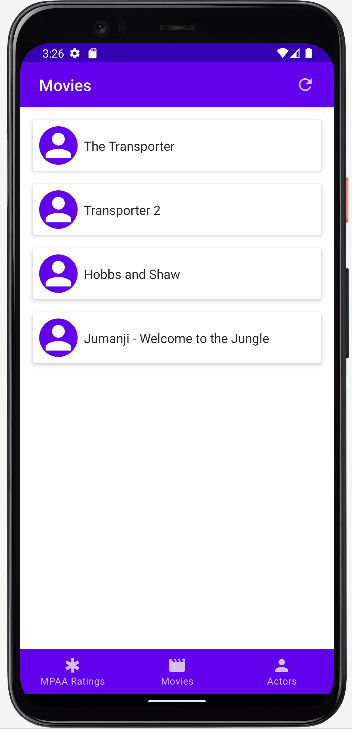 3:26
Movies
The Transporter
Transporter 2
Hobbs and Shaw
Jumanji - Welcome to the Jungle
MPAA Ratings
Movies
Actors